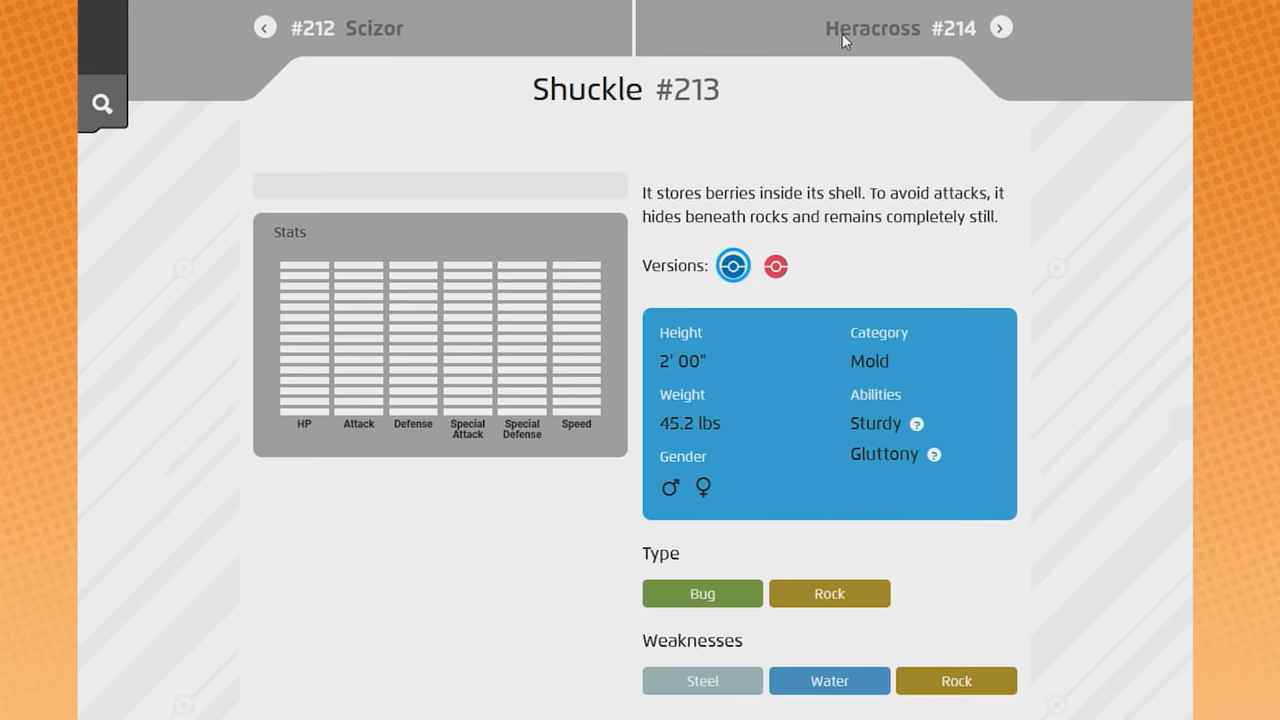 #212 Scizor
Heracross #214
Shuckle #213
It stores berries inside its shell. To avoid attacks, it
hides beneath rocks and remains completely still.
Versions:
Stats
HP Attack Defense Special Attack Special Defense Speed
Height
2' 00"
Weight
45.2 lbs
Gender
Category
Mold
Abilities
Sturdy ?
Gluttony ?
Type
Bug Rock
Weaknesses
Steel Water Rock